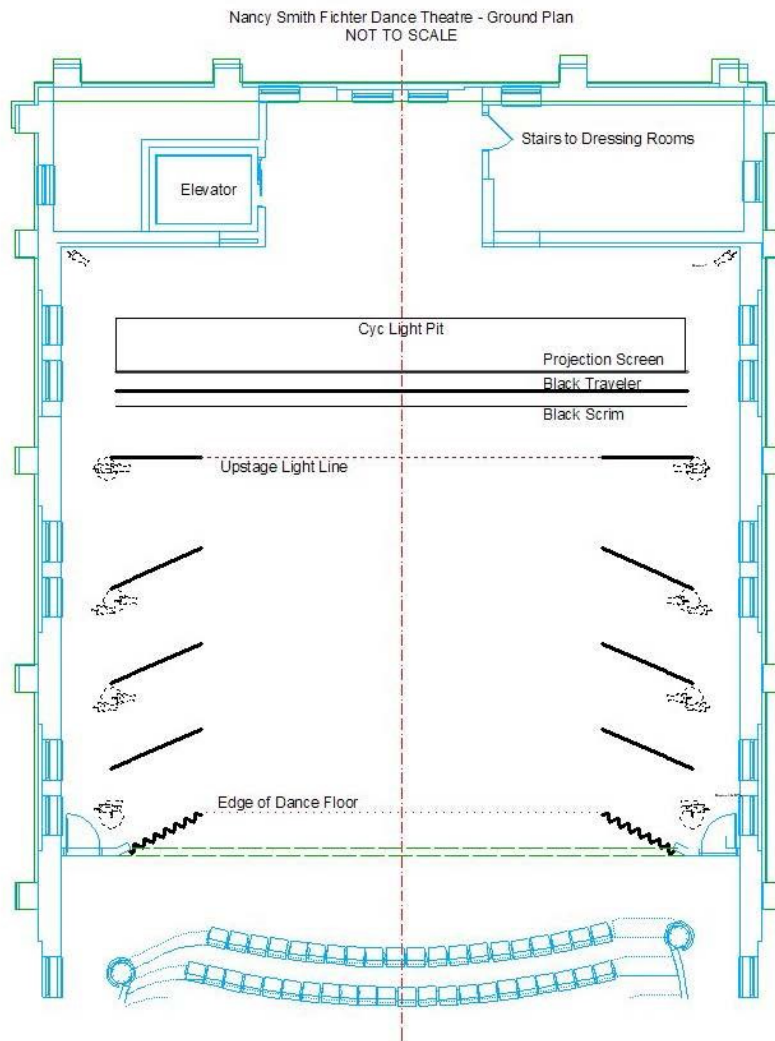 Nancy Smith Fichter Dance Theatre - Ground Plan
NOT TO SCALE
Stairs to Dressing Rooms
Elevator
Cyc Light Pit
Projection Screen
Black Traveler
Black Scrim
Upstage Light Line
Edge of Dance Floor